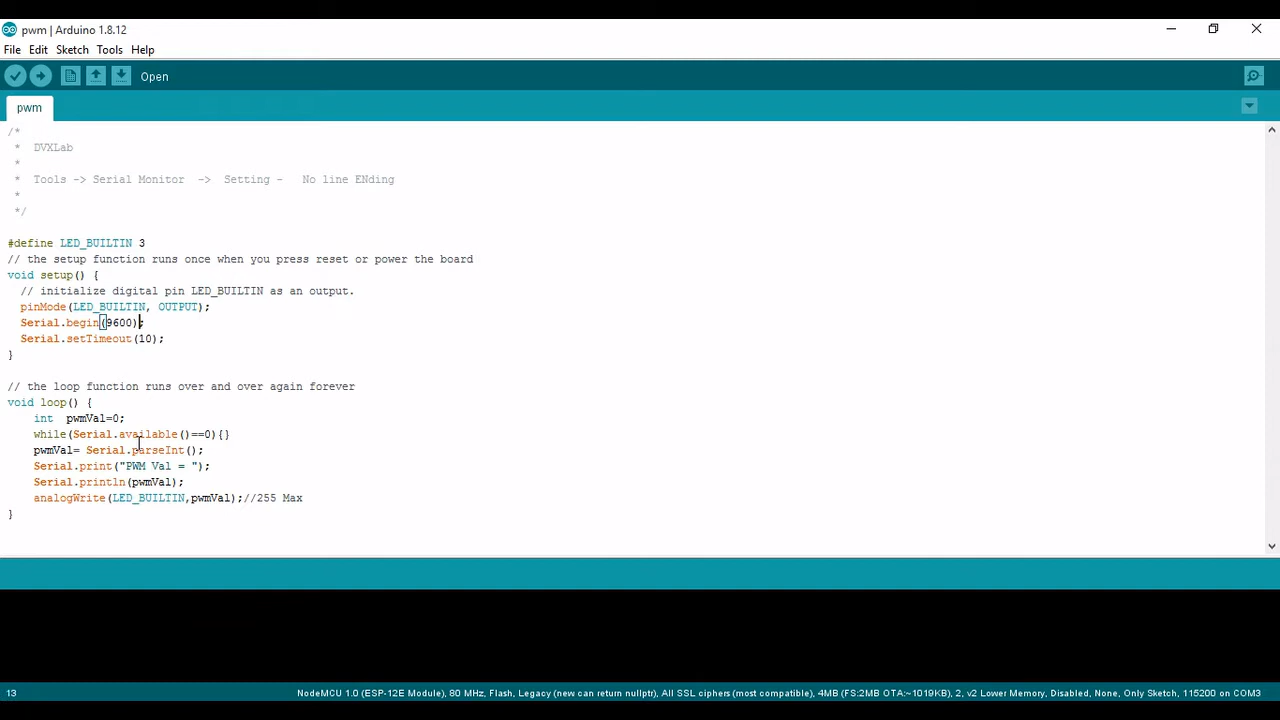 pwm | Arduino 1.8.12
File Edit Sketch Tools Help
Open
pwm
/*
 * DVXLab
 *
 * Tools -> Serial Monitor  ->  Setting -   No line ENding
 *
 */
#define LED_BUILTIN 3
// the setup function runs once when you press reset or power the board
void setup() {
  // initialize digital pin LED_BUILTIN as an output.
  pinMode(LED_BUILTIN, OUTPUT);
  Serial.begin(9600);
  Serial.setTimeout(10);
}
// the loop function runs over and over again forever
void loop() {
    int  pwmVal=0;
    while(Serial.available()==0){}
    pwmVal= Serial.parseInt();
    Serial.print("PWM Val = ");
    Serial.println(pwmVal);
    analogWrite(LED_BUILTIN,pwmVal);//255 Max
}
13
NodeMCU 1.0 (ESP-12E Module), 80 MHz, Flash, Legacy (new can return nullptr), All SSL ciphers (most compatible), 4MB (FS:2MB OTA:~1019KB), 2, v2 Lower Memory, Disabled, None, Only Sketch, 115200 on COM3